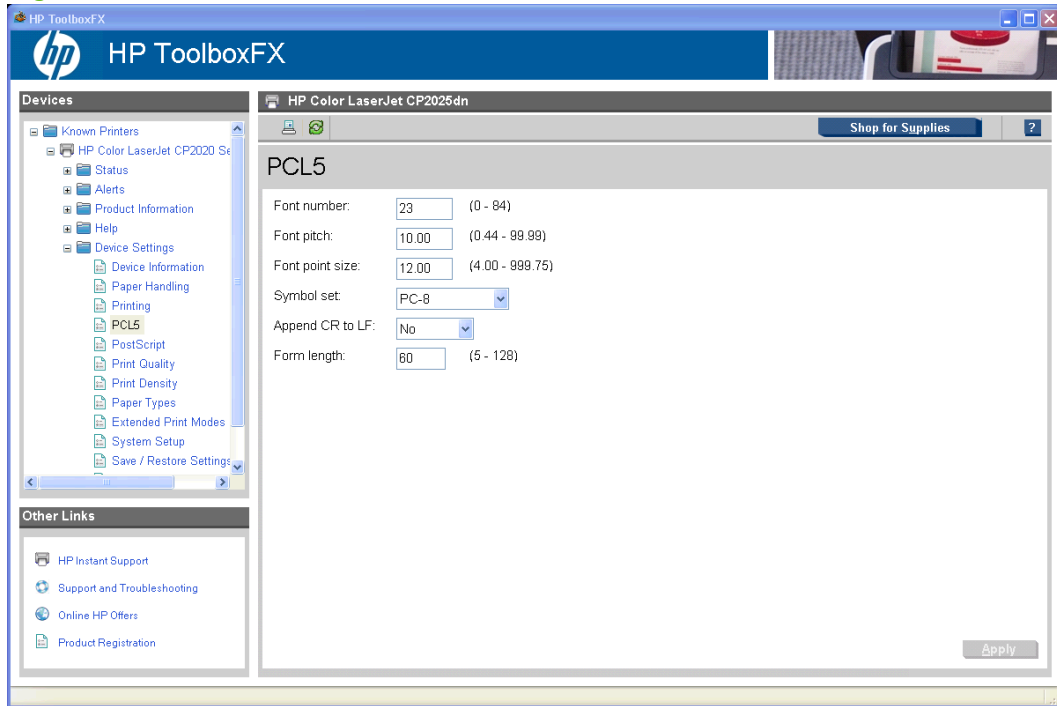 HP ToolboxFX
hp
HP ToolboxFX
Devices
Known Printers
HP Color LaserJet CP2020 Se
Status
Alerts
Product Information
Help
Device Settings
Device Information
Paper Handling
Printing
PCL5
PostScript
Print Quality
Print Density
Paper Types
Extended Print Modes
System Setup
Save / Restore Settings
Other Links
HP Instant Support
Support and Troubleshooting
Online HP Offers
Product Registration
HP Color LaserJet CP2025dn
Shop for Supplies ?
PCL5
Font number: 23 (0 - 84)
Font pitch: 10.00 (0.44 - 99.99)
Font point size: 12.00 (4.00 - 999.75)
Symbol set: PC-8
Append CR to LF: No
Form length: 60 (5 - 128)
Apply